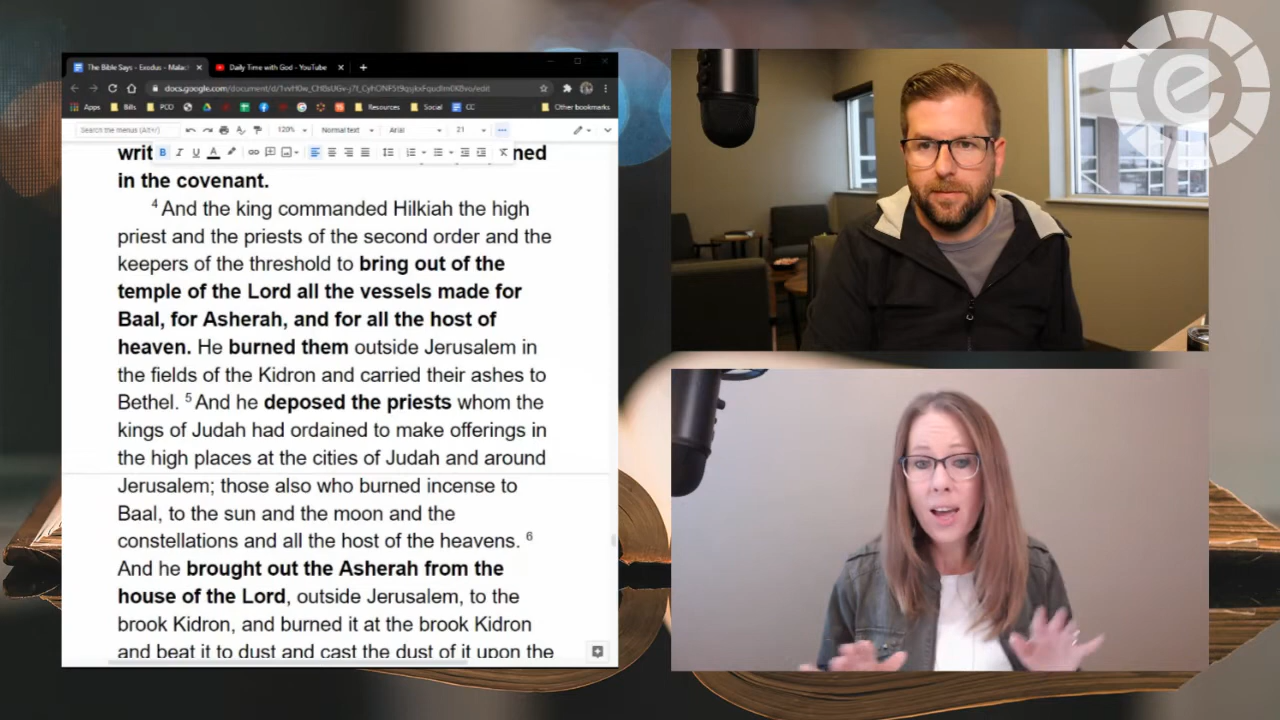 The Bible Says - Exodus - Malac
Daily Time with God - YouTube
Apps
Bills
PCO
Resources
Social
CC
Other bookmarks
Search the menus (Alt+/)
120%
Normal text
Arial
21
B I U A
writ ned
in the covenant.
4 And the king commanded Hilkiah the high
priest and the priests of the second order and the
keepers of the threshold to bring out of the
temple of the Lord all the vessels made for
Baal, for Asherah, and for all the host of
heaven. He burned them outside Jerusalem in
the fields of the Kidron and carried their ashes to
Bethel. 5 And he deposed the priests whom the
kings of Judah had ordained to make offerings in
the high places at the cities of Judah and around
Jerusalem; those also who burned incense to
Baal, to the sun and the moon and the
constellations and all the host of the heavens. 6
And he brought out the Asherah from the
house of the Lord, outside Jerusalem, to the
brook Kidron, and burned it at the brook Kidron
and beat it to dust and cast the dust of it upon the
e